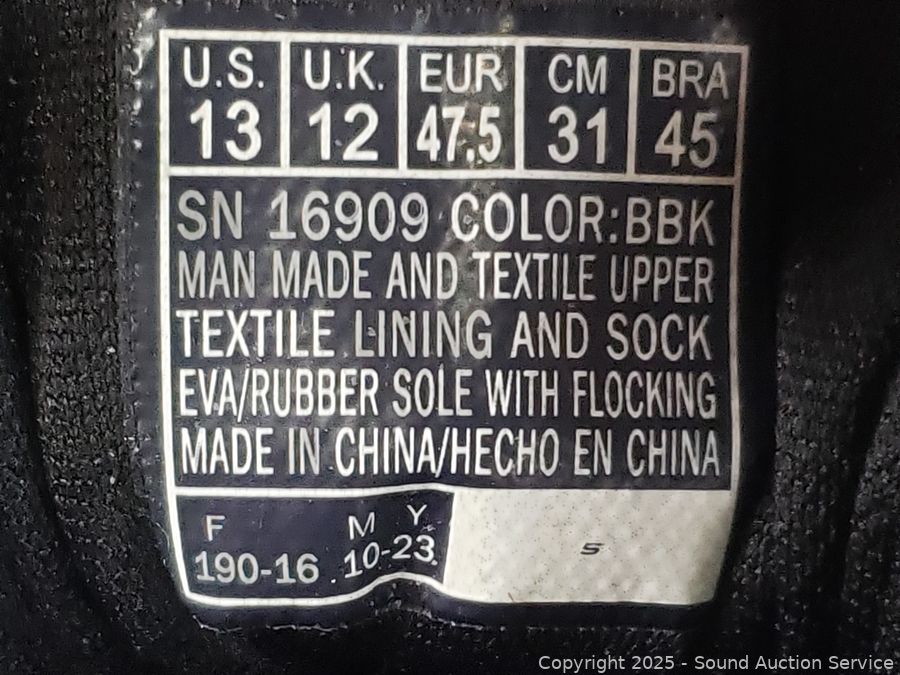 U.S. U.K. EUR CM BRA
13 12 47.5 31 45
SN 16909 COLOR:BBK
MAN MADE AND TEXTILE UPPER
TEXTILE LINING AND SOCK
EVA/RUBBER SOLE WITH FLOCKING
MADE IN CHINA/HECHO EN CHINA
F M Y
190-16 .10-23.
S
Copyright 2025 - Sound Auction Service